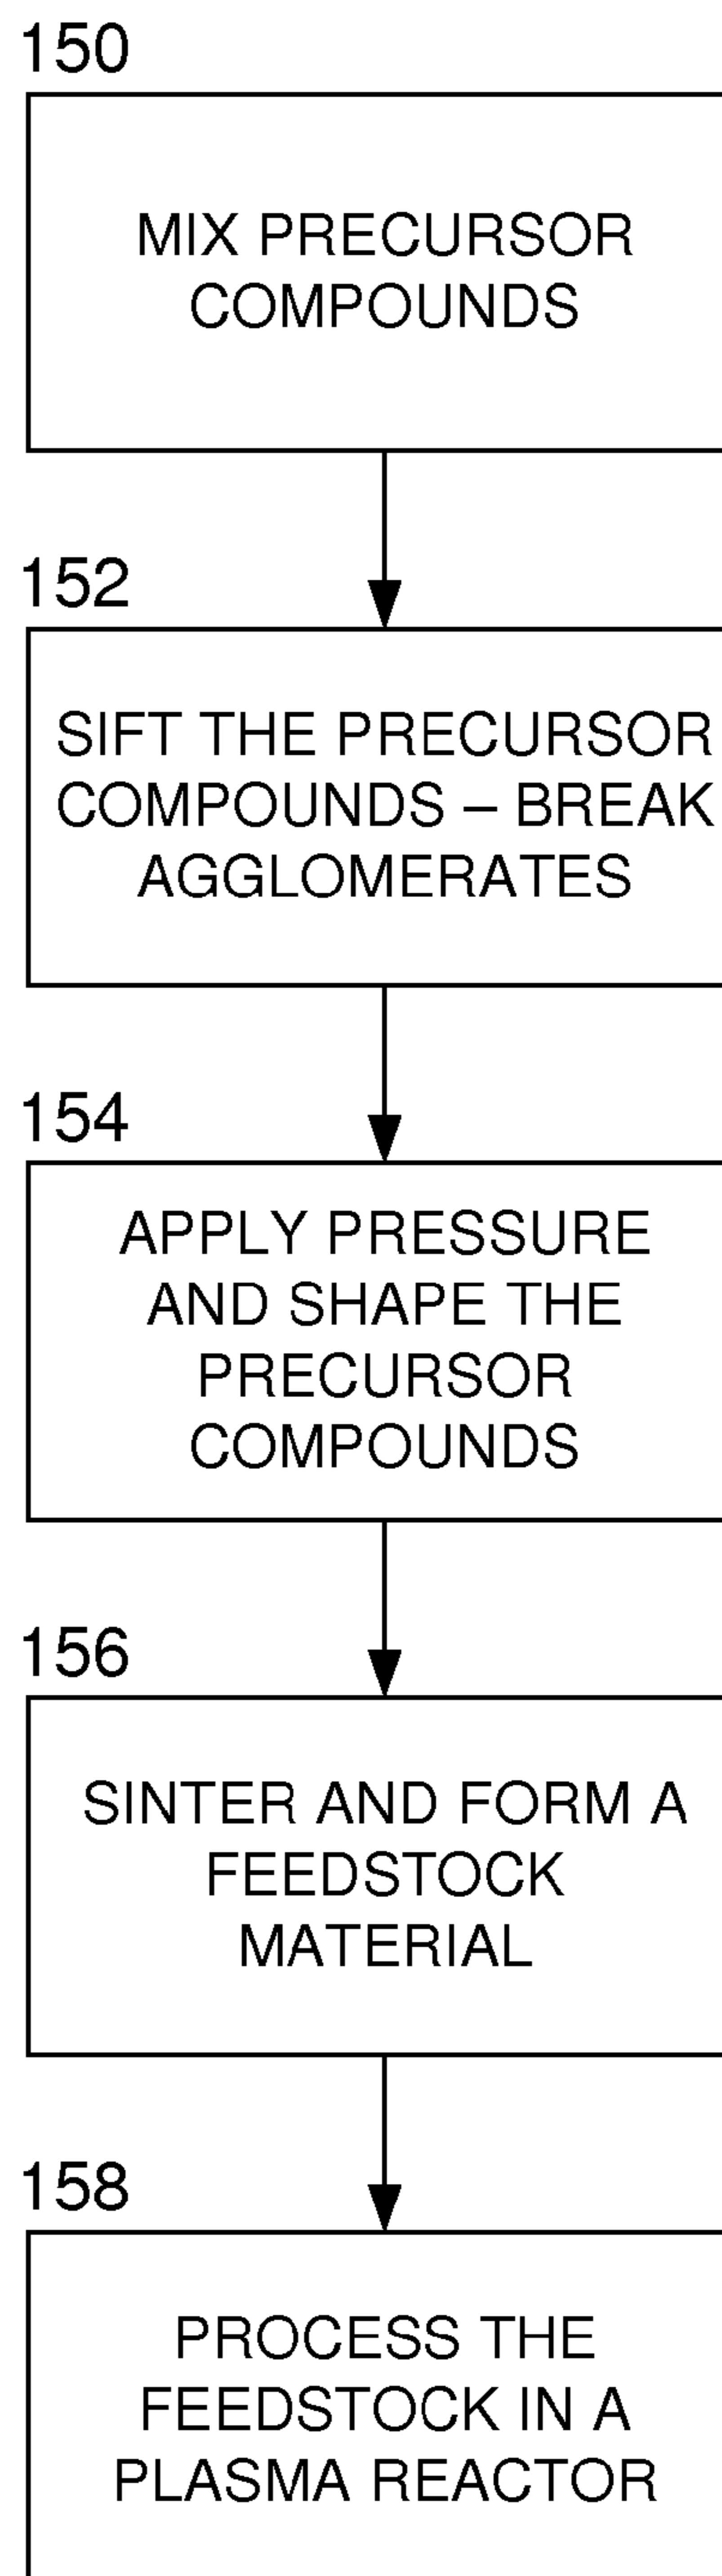 150
MIX PRECURSOR
COMPOUNDS
152
SIFT THE PRECURSOR
COMPOUNDS – BREAK
AGGLOMERATES
154
APPLY PRESSURE
AND SHAPE THE
PRECURSOR
COMPOUNDS
156
SINTER AND FORM A
FEEDSTOCK
MATERIAL
158
PROCESS THE
FEEDSTOCK IN A
PLASMA REACTOR